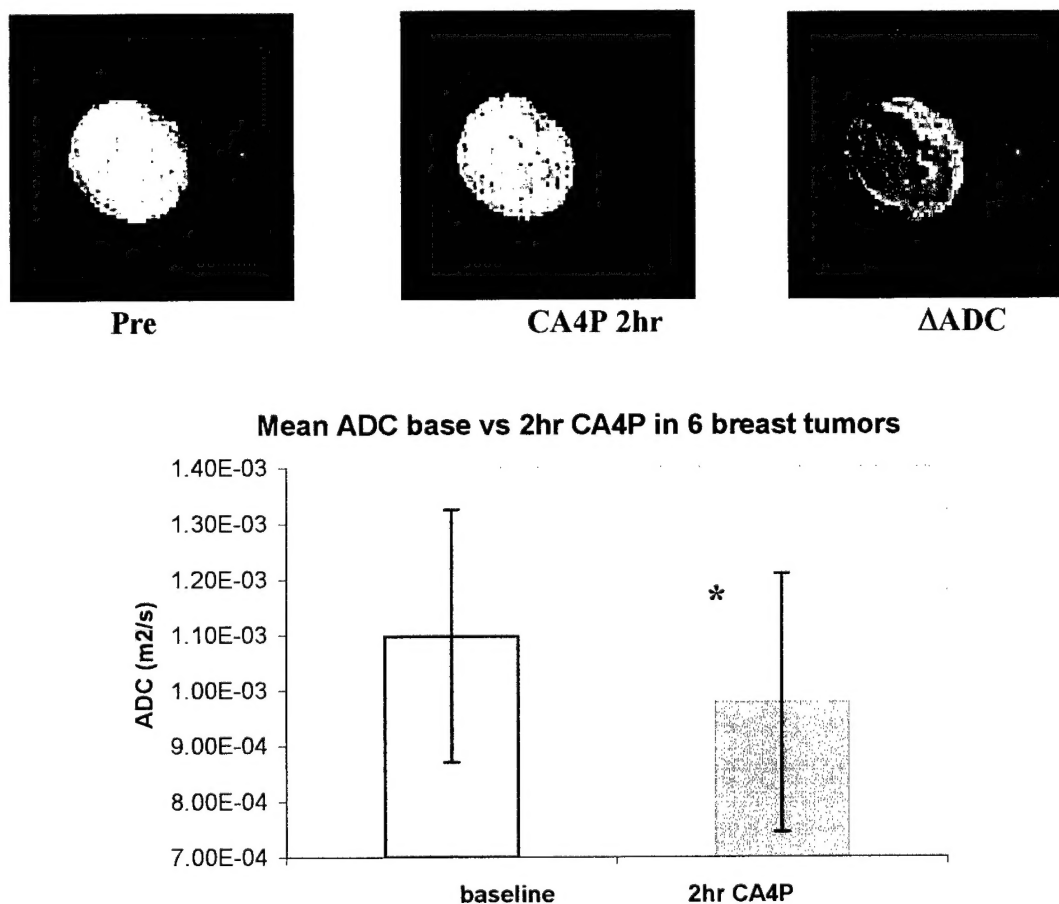 Pre CA4P 2hr ΔADC
Mean ADC base vs 2hr CA4P in 6 breast tumors
ADC (m2/s)
1.40E-03
1.30E-03
1.20E-03
*
1.10E-03
1.00E-03
9.00E-04
8.00E-04
7.00E-04
baseline 2hr CA4P